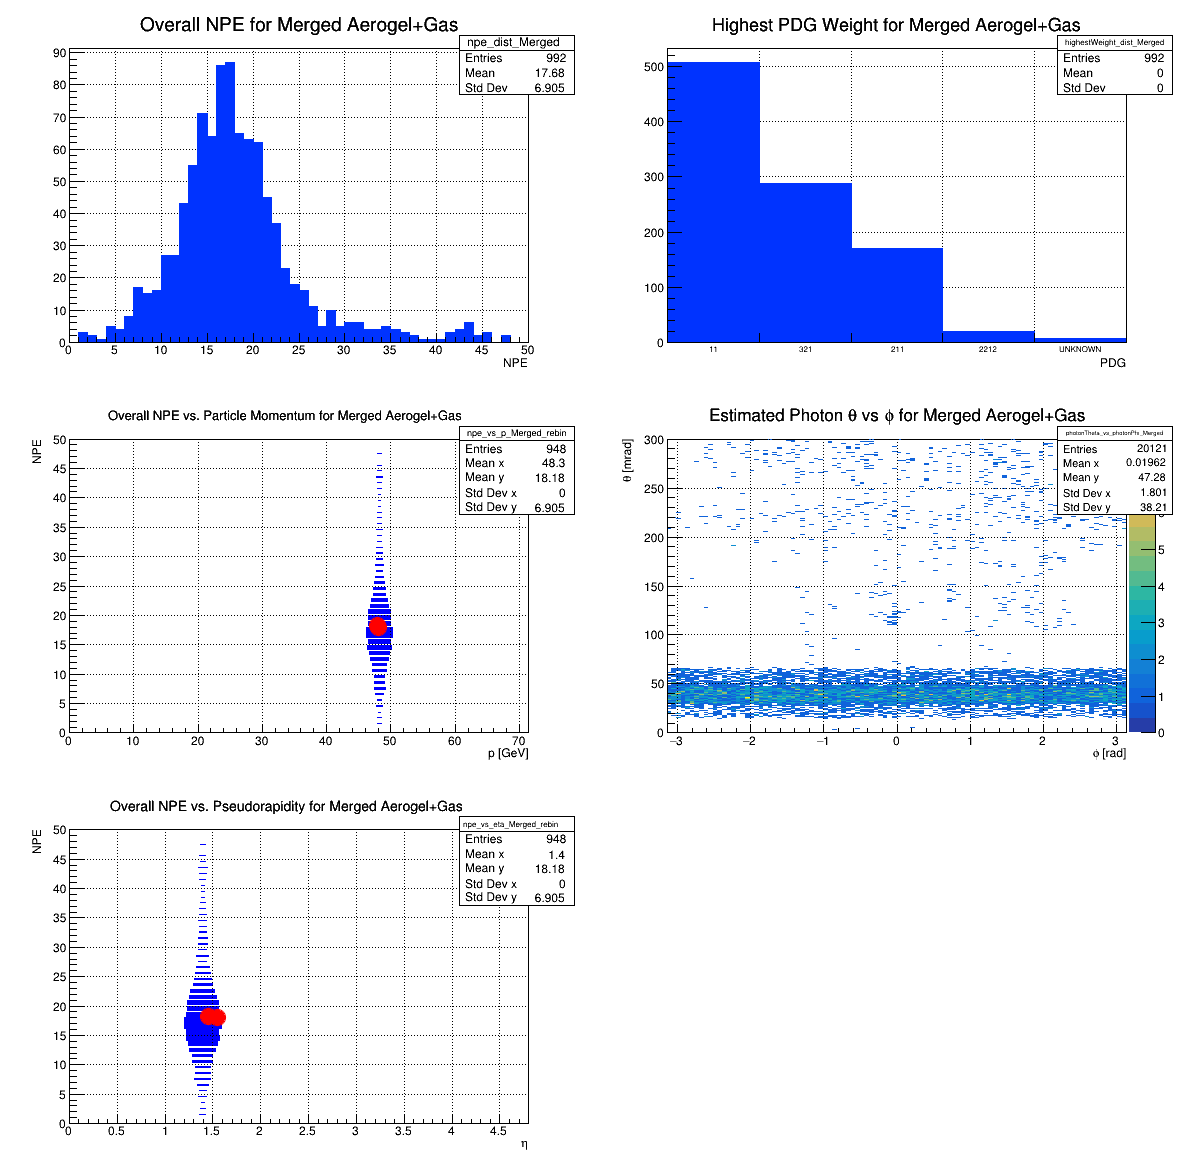 Overall NPE for Merged Aerogel+Gas
npe_dist_Merged
Entries 992
Mean 17.68
Std Dev 6.905
90
80
70
60
50
40
30
20
10
0
0 5 10 15 20 25 30 35 40 45 50
NPE
Highest PDG Weight for Merged Aerogel+Gas
highestWeight_dist_Merged
Entries 992
Mean 0
Std Dev 0
500
400
300
200
100
0
11 321 211 2212 UNKNOWN
PDG
Overall NPE vs. Particle Momentum for Merged Aerogel+Gas
npe_vs_p_Merged_rebin
Entries 948
Mean x 48.3
Mean y 18.18
Std Dev x 0
Std Dev y 6.905
NPE
50
45
40
35
30
25
20
15
10
5
0
0 10 20 30 40 50 60 70
p [GeV]
Estimated Photon θ vs ϕ for Merged Aerogel+Gas
photonTheta_vs_photonPhi_Merged
Entries 20121
Mean x 0.01962
Mean y 47.28
Std Dev x 1.801
Std Dev y 38.21
θ [mrad]
300
250
200
150
100
50
0
−3 −2 −1 0 1 2 3
ϕ [rad]
5
4
3
2
1
0
Overall NPE vs. Pseudorapidity for Merged Aerogel+Gas
npe_vs_eta_Merged_rebin
Entries 948
Mean x 1.4
Mean y 18.18
Std Dev x 0
Std Dev y 6.905
NPE
50
45
40
35
30
25
20
15
10
5
0
0 0.5 1 1.5 2 2.5 3 3.5 4 4.5
η